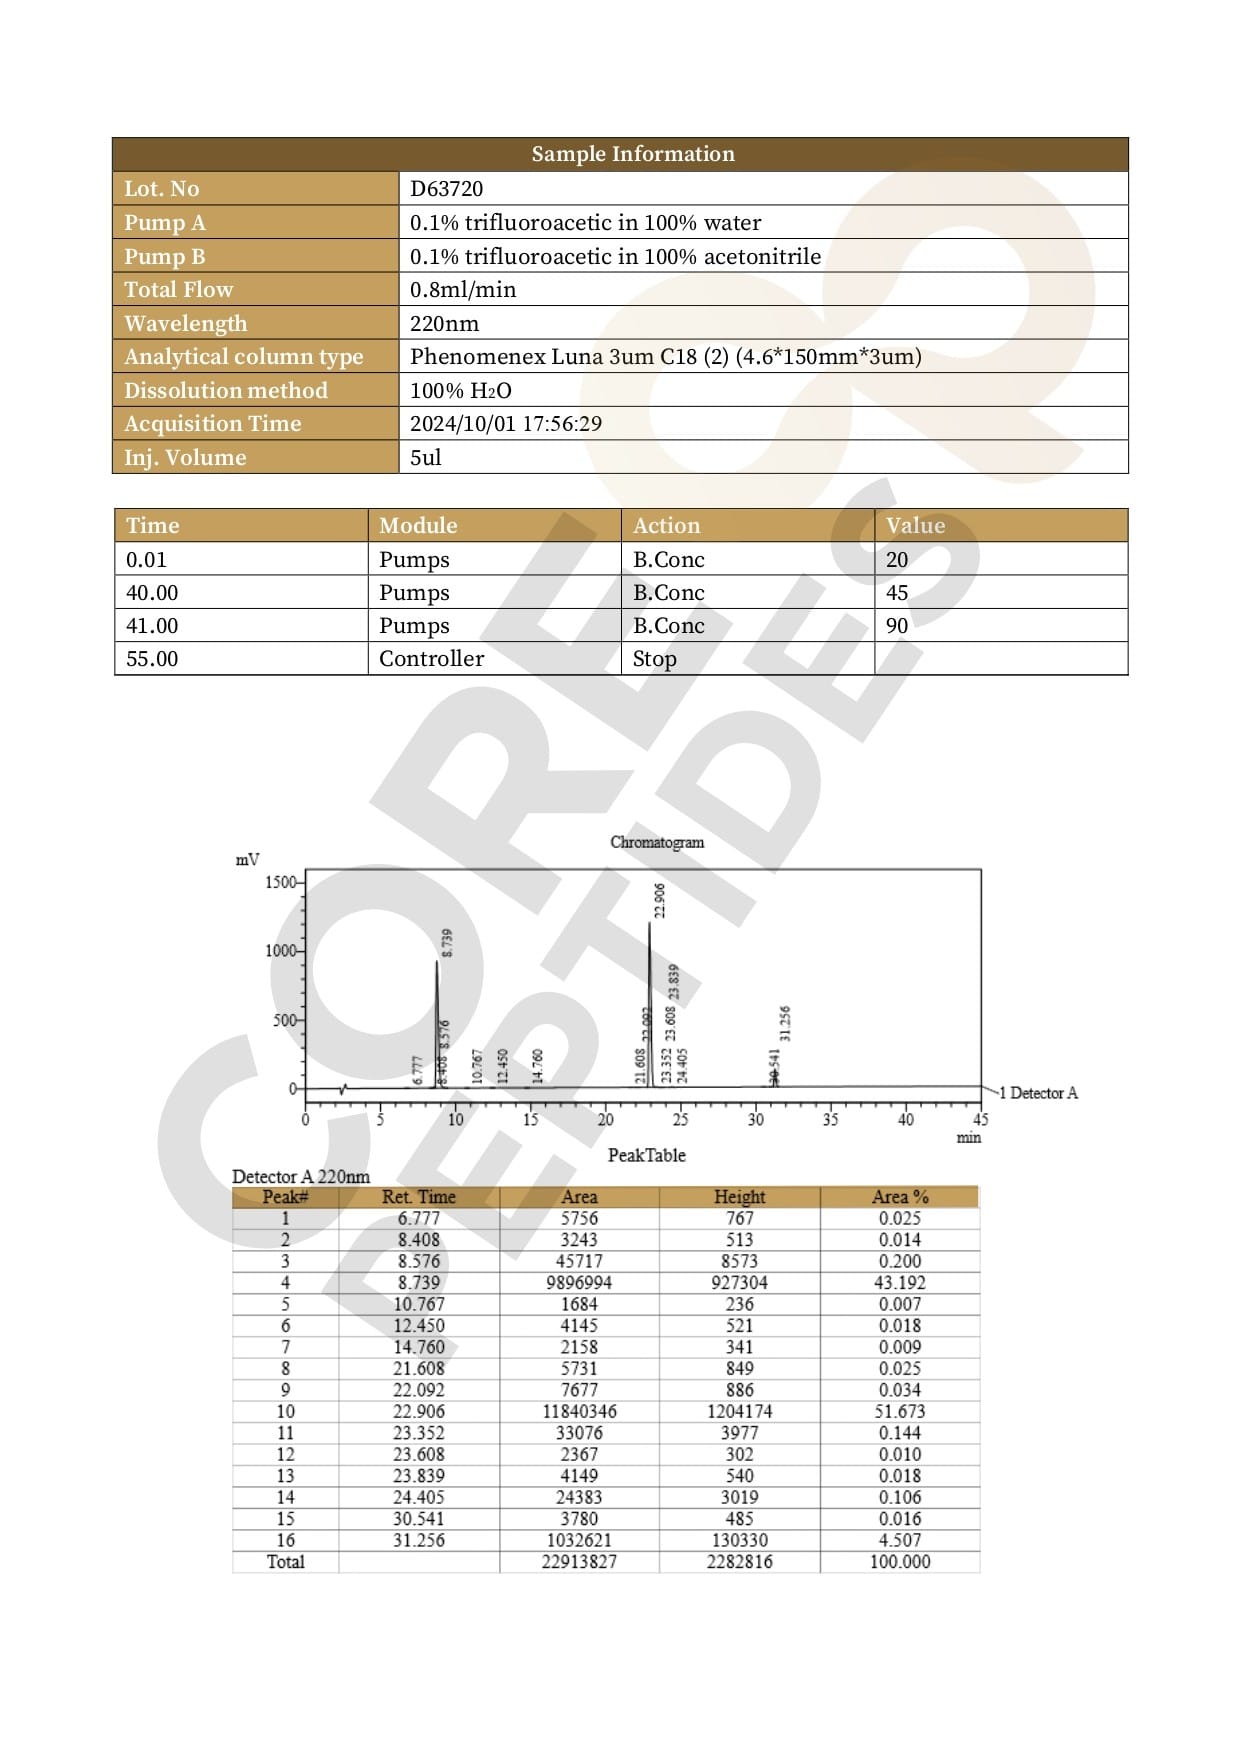 Sample Information
Lot. No D63720
Pump A 0.1% trifluoroacetic in 100% water
Pump B 0.1% trifluoroacetic in 100% acetonitrile
Total Flow 0.8ml/min
Wavelength 220nm
Analytical column type Phenomenex Luna 3um C18 (2) (4.6*150mm*3um)
Dissolution method 100% H₂O
Acquisition Time 2024/10/01 17:56:29
Inj. Volume 5ul
Time Module Action Value
0.01 Pumps B.Conc 20
40.00 Pumps B.Conc 45
41.00 Pumps B.Conc 90
55.00 Controller Stop
CORE
PEPTIDES
Chromatogram
mV
1500
1000
500
0
6.777
8.408
8.576
8.739
10.767
12.450
14.760
21.608
22.092
22.906
23.352
23.608
23.839
24.405
30.541
31.256
1 Detector A
0 5 10 15 20 25 30 35 40 45
min
PeakTable
Detector A 220nm
Peak# Ret. Time Area Height Area %
1 6.777 5756 767 0.025
2 8.408 3243 513 0.014
3 8.576 45717 8573 0.200
4 8.739 9896994 927304 43.192
5 10.767 1684 236 0.007
6 12.450 4145 521 0.018
7 14.760 2158 341 0.009
8 21.608 5731 849 0.025
9 22.092 7677 886 0.034
10 22.906 11840346 1204174 51.673
11 23.352 33076 3977 0.144
12 23.608 2367 302 0.010
13 23.839 4149 540 0.018
14 24.405 24383 3019 0.106
15 30.541 3780 485 0.016
16 31.256 1032621 130330 4.507
Total 22913827 2282816 100.000